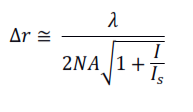 Δr ≅ λ / (2NA√(1 + I/I_s))